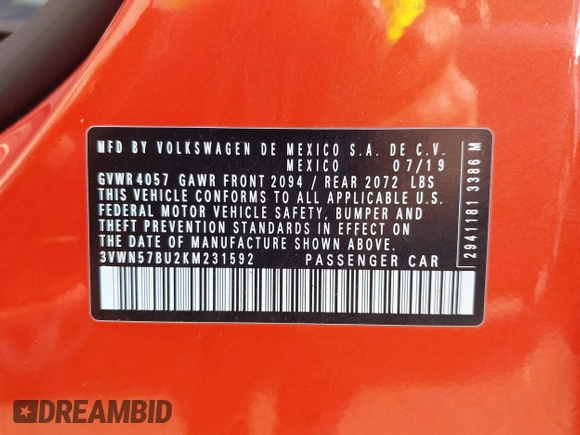 MFD BY VOLKSWAGEN DE MEXICO S.A. DE C.V.
MEXICO 07/19
GVWR4057 GAWR FRONT 2094 / REAR 2072 LBS
THIS VEHICLE CONFORMS TO ALL APPLICABLE U.S.
FEDERAL MOTOR VEHICLE SAFETY, BUMPER AND
THEFT PREVENTION STANDARDS IN EFFECT ON
THE DATE OF MANUFACTURE SHOWN ABOVE.
3VWN57BU2KM231592 PASSENGER CAR
2941181 3386 M
DREAMBID